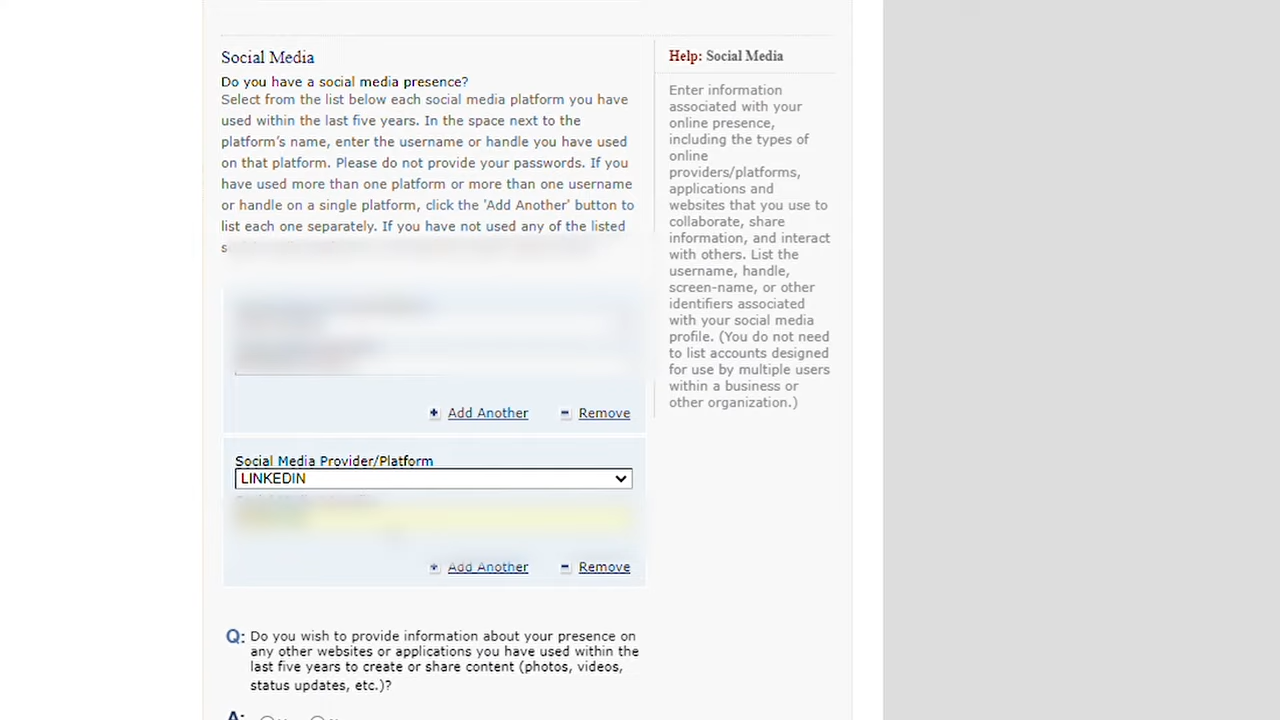 Social Media
Do you have a social media presence?
Select from the list below each social media platform you have
used within the last five years. In the space next to the
platform's name, enter the username or handle you have used
on that platform. Please do not provide your passwords. If you
have used more than one platform or more than one username
or handle on a single platform, click the 'Add Another' button to
list each one separately. If you have not used any of the listed
Add Another Remove
Social Media Provider/Platform
LINKEDIN
Add Another Remove
Q: Do you wish to provide information about your presence on
any other websites or applications you have used within the
last five years to create or share content (photos, videos,
status updates, etc.)?
A:
Help: Social Media
Enter information
associated with your
online presence,
including the types of
online
providers/platforms,
applications and
websites that you use to
collaborate, share
information, and interact
with others. List the
username, handle,
screen-name, or other
identifiers associated
with your social media
profile. (You do not need
to list accounts designed
for use by multiple users
within a business or
other organization.)